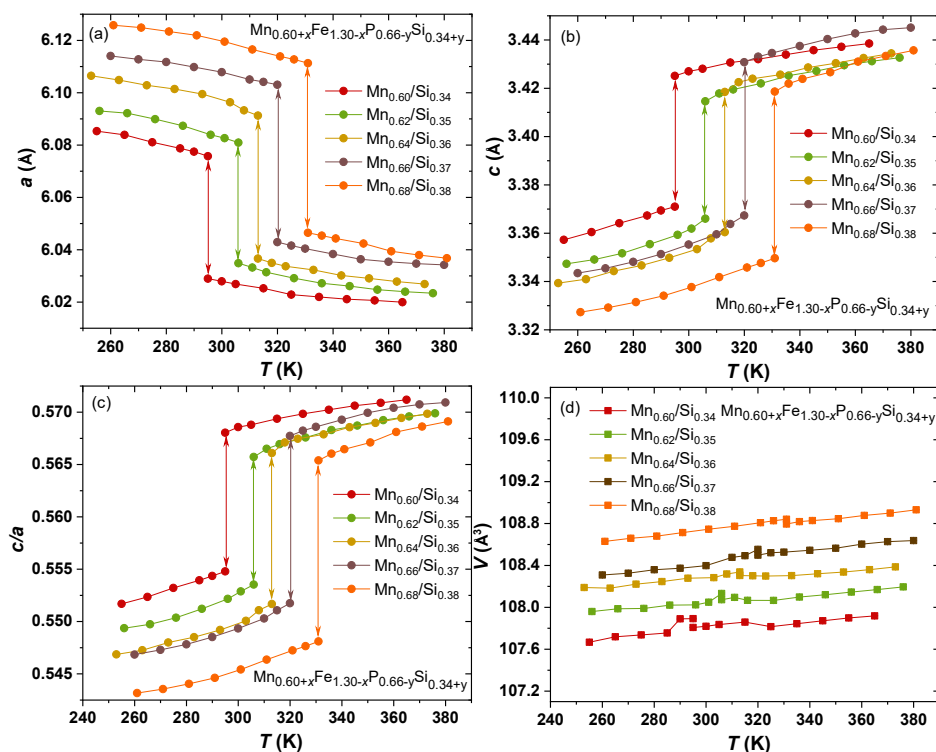 (a)
Mn0.60+xFe1.30-xP0.66-ySi0.34+y
6.12
6.10
6.08
6.06
6.04
6.02
a (Å)
Mn0.60/Si0.34
Mn0.62/Si0.35
Mn0.64/Si0.36
Mn0.66/Si0.37
Mn0.68/Si0.38
260 280 300 320 340 360 380
T (K)
(b)
3.44
3.42
3.40
3.38
3.36
3.34
3.32
c (Å)
Mn0.60/Si0.34
Mn0.62/Si0.35
Mn0.64/Si0.36
Mn0.66/Si0.37
Mn0.68/Si0.38
Mn0.60+xFe1.30-xP0.66-ySi0.34+y
260 280 300 320 340 360 380
T (K)
(c)
0.570
0.565
0.560
0.555
0.550
0.545
c/a
Mn0.60/Si0.34
Mn0.62/Si0.35
Mn0.64/Si0.36
Mn0.66/Si0.37
Mn0.68/Si0.38
Mn0.60+xFe1.30-xP0.66-ySi0.34+y
240 260 280 300 320 340 360 380
T (K)
(d)
Mn0.60+xFe1.30-xP0.66-ySi0.34+y
110.0
109.6
109.2
108.8
108.4
108.0
107.6
107.2
V (Å3)
Mn0.60/Si0.34
Mn0.62/Si0.35
Mn0.64/Si0.36
Mn0.66/Si0.37
Mn0.68/Si0.38
240 260 280 300 320 340 360 380
T (K)